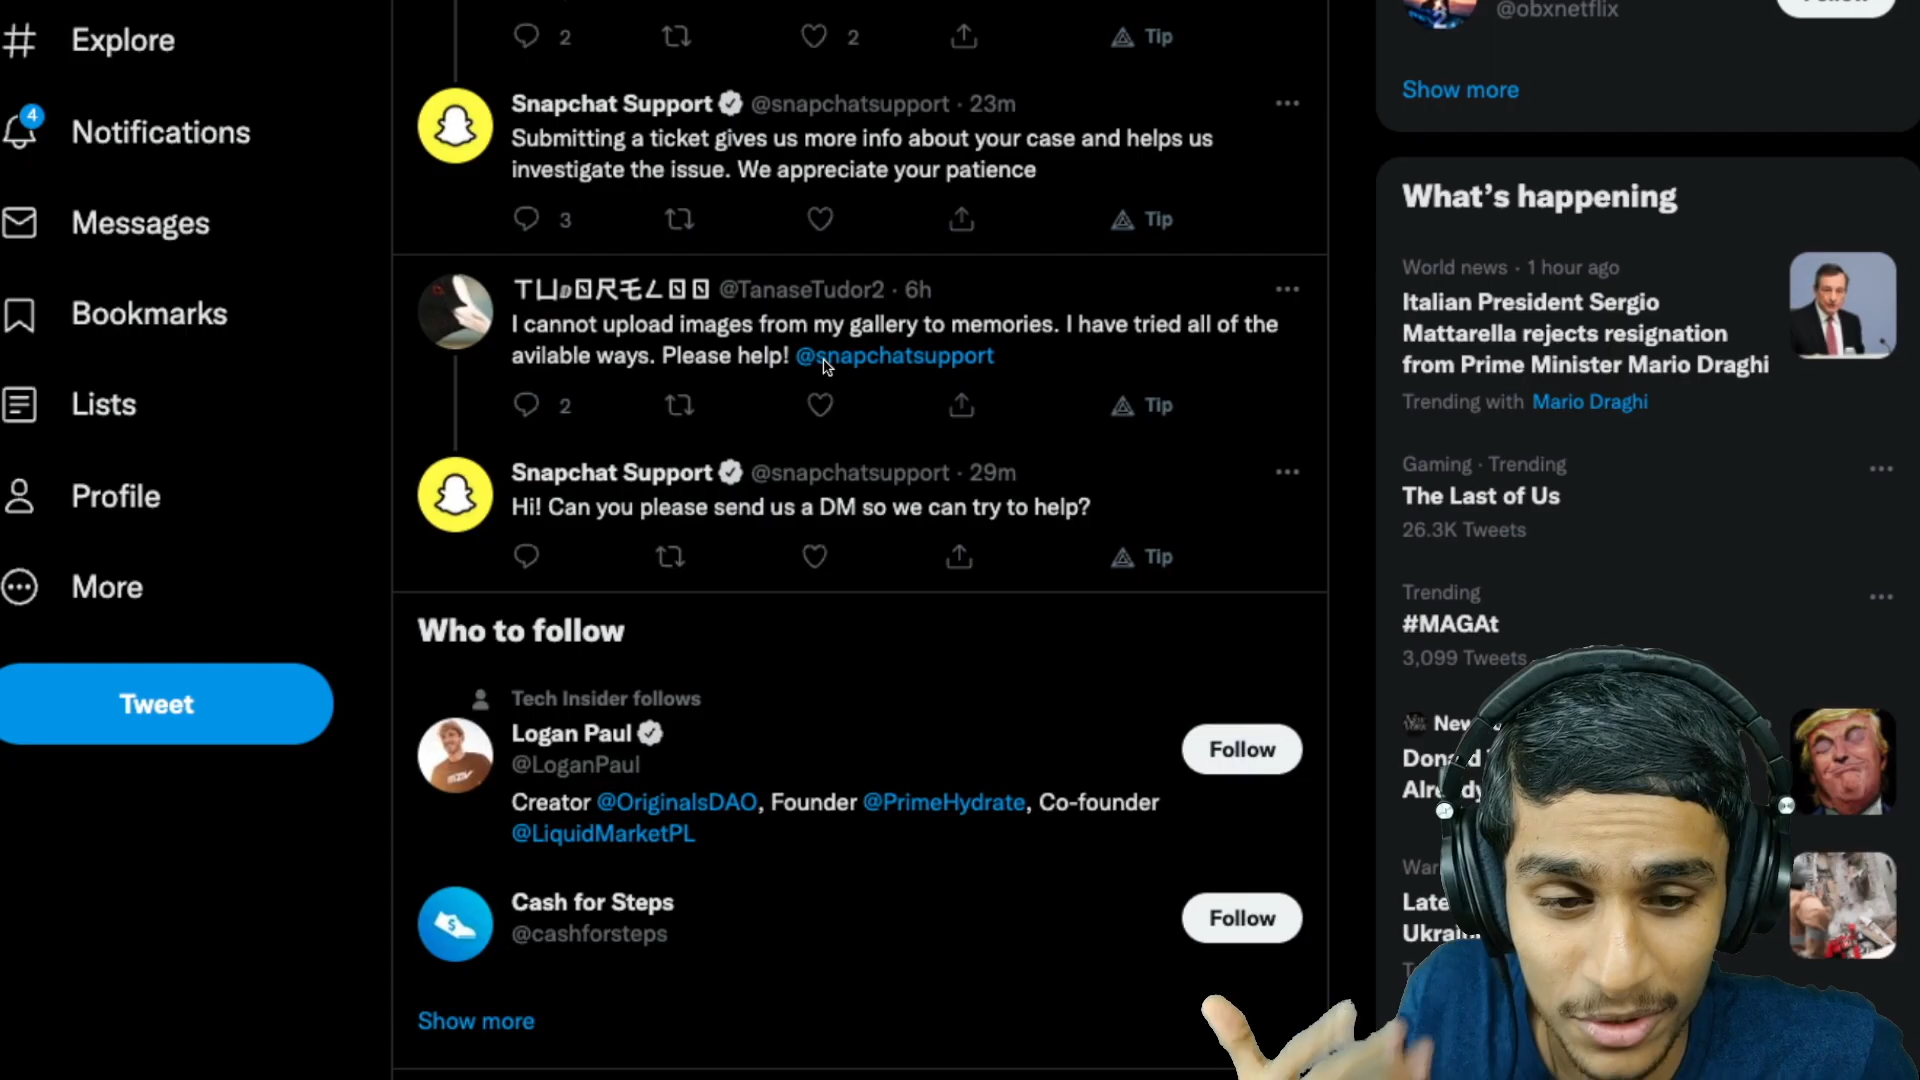 Explore
4
Notifications
Messages
Bookmarks
Lists
Profile
More
Tweet
2
2
Tip
Snapchat Support @snapchatsupport · 23m
Submitting a ticket gives us more info about your case and helps us
investigate the issue. We appreciate your patience
3
Tip
@TanaseTudor2 · 6h
I cannot upload images from my gallery to memories. I have tried all of the
avilable ways. Please help! @snapchatsupport
2
Tip
Snapchat Support @snapchatsupport · 29m
Hi! Can you please send us a DM so we can try to help?
Tip
Who to follow
Tech Insider follows
Logan Paul
@LoganPaul
Follow
Creator @OriginalsDAO, Founder @PrimeHydrate, Co-founder
@LiquidMarketPL
Cash for Steps
@cashforsteps
Follow
Show more
@obxnetflix
Show more
What's happening
World news · 1 hour ago
Italian President Sergio
Mattarella rejects resignation
from Prime Minister Mario Draghi
Trending with Mario Draghi
Gaming · Trending
The Last of Us
26.3K Tweets
Trending
#MAGAt
3,099 Tweets